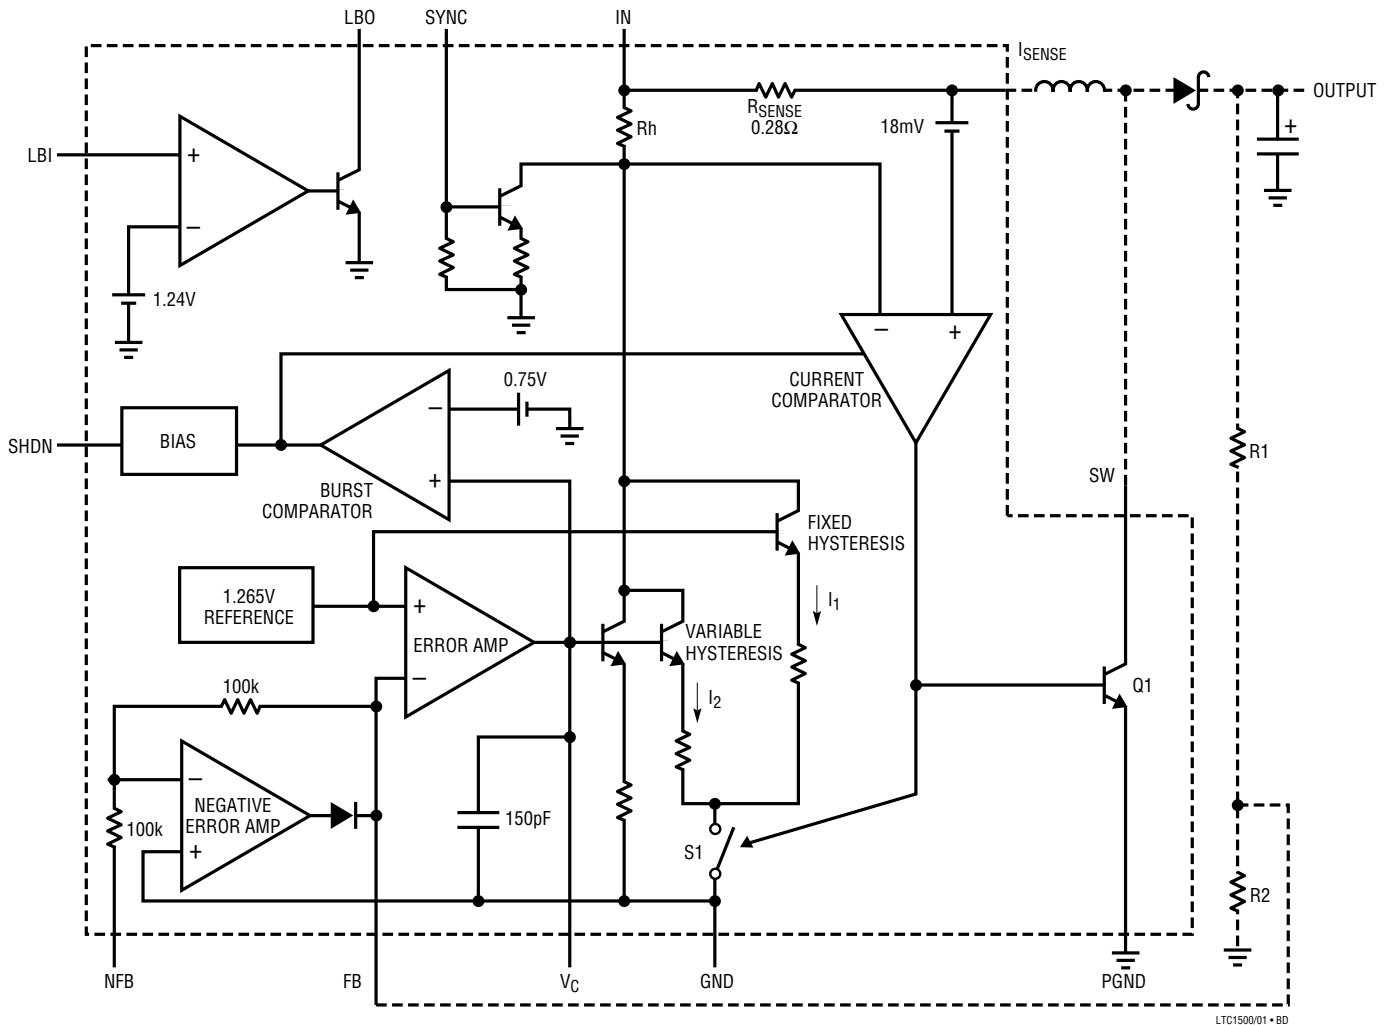 LBO
SYNC
IN
I_SENSE
OUTPUT
R_SENSE
0.28Ω
18mV
+
Rh
LBI
+
−
1.24V
−
+
CURRENT
COMPARATOR
0.75V
−
+
SHDN
BIAS
BURST
COMPARATOR
R1
SW
FIXED
HYSTERESIS
1.265V
REFERENCE
+
ERROR AMP
−
I1
VARIABLE
HYSTERESIS
I2
Q1
100k
−
NEGATIVE
ERROR AMP
+
100k
150pF
S1
R2
NFB
FB
VC
GND
PGND
LTC1500/01 • BD